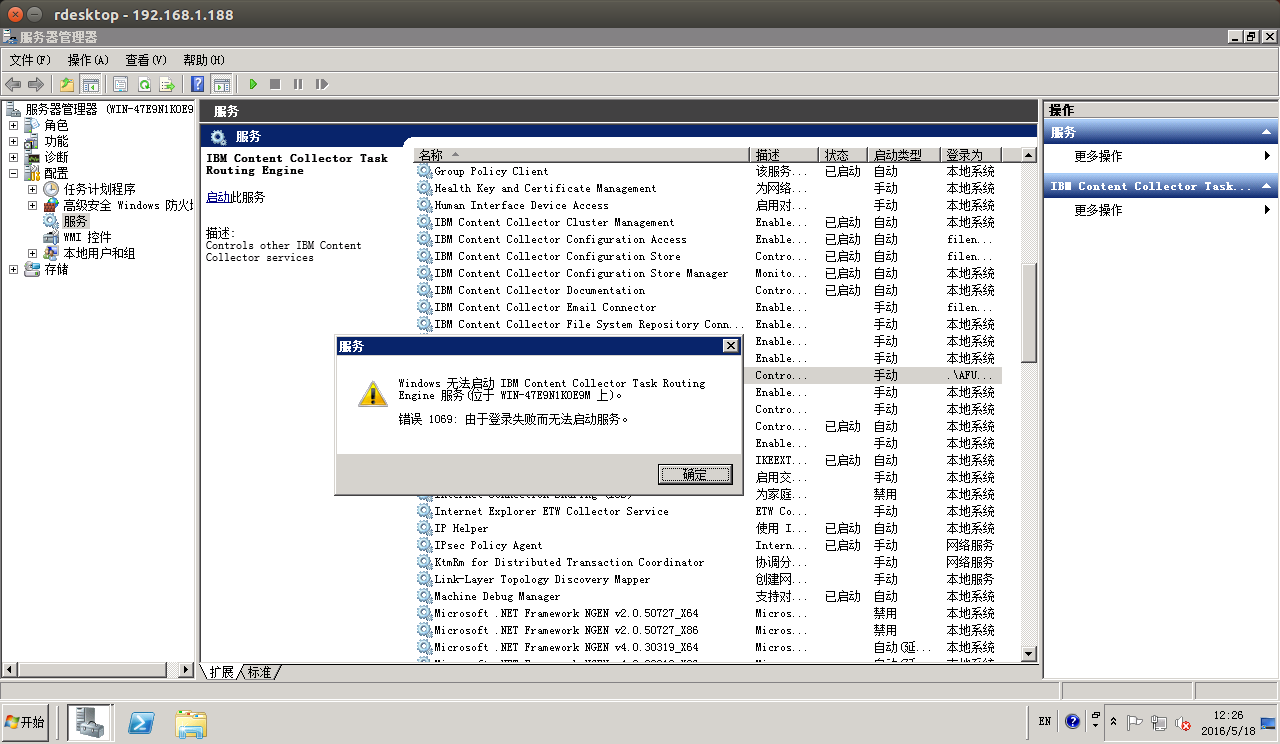 rdesktop - 192.168.1.188
服务器管理器
文件(F) 操作(A) 查看(V) 帮助(H)
服务器管理器 (WIN-47E9N1KOE9
角色
功能
诊断
配置
任务计划程序
高级安全 Windows 防火墙
服务
WMI 控件
本地用户和组
存储
服务
服务
IBM Content Collector Task
Routing Engine
启动此服务
描述:
Controls other IBM Content
Collector services
名称 描述 状态 启动类型 登录为
Group Policy Client 该服务... 已启动 自动 本地系统
Health Key and Certificate Management 为网络... 手动 本地系统
Human Interface Device Access 启用对... 手动 本地系统
IBM Content Collector Cluster Management Enable... 已启动 自动 本地系统
IBM Content Collector Configuration Access Enable... 已启动 自动 filen...
IBM Content Collector Configuration Store Contro... 已启动 自动 filen...
IBM Content Collector Configuration Store Manager Monito... 已启动 自动 本地系统
IBM Content Collector Documentation Contro... 已启动 自动 本地系统
IBM Content Collector Email Connector Enable... 手动 filen...
IBM Content Collector File System Repository Conn... Enable... 手动 本地系统
Enable... 手动 本地系统
Enable... 手动 本地系统
Contro... 手动 .\AFU...
Enable... 手动 本地系统
Contro... 手动 本地系统
Contro... 已启动 自动 本地系统
Enable... 手动 本地系统
IKEEXT... 已启动 自动 本地系统
启用交... 手动 本地系统
Internet Connection Sharing (ICS) 为家庭... 禁用 本地系统
Internet Explorer ETW Collector Service ETW Co... 手动 本地系统
IP Helper 使用 I... 已启动 自动 本地系统
IPsec Policy Agent Intern... 已启动 手动 网络服务
KtmRm for Distributed Transaction Coordinator 协调分... 手动 网络服务
Link-Layer Topology Discovery Mapper 创建网... 手动 本地服务
Machine Debug Manager 支持对... 已启动 自动 本地系统
Microsoft .NET Framework NGEN v2.0.50727_X64 Micros... 禁用 本地系统
Microsoft .NET Framework NGEN v2.0.50727_X86 Micros... 禁用 本地系统
Microsoft .NET Framework NGEN v4.0.30319_X64 Micros... 自动(延... 本地系统
服务
Windows 无法启动 IBM Content Collector Task Routing
Engine 服务(位于 WIN-47E9N1KOE9M 上)。
错误 1069: 由于登录失败而无法启动服务。
确定
扩展 标准
操作
服务
更多操作
IBM Content Collector Task...
更多操作
开始
EN
12:26
2016/5/18